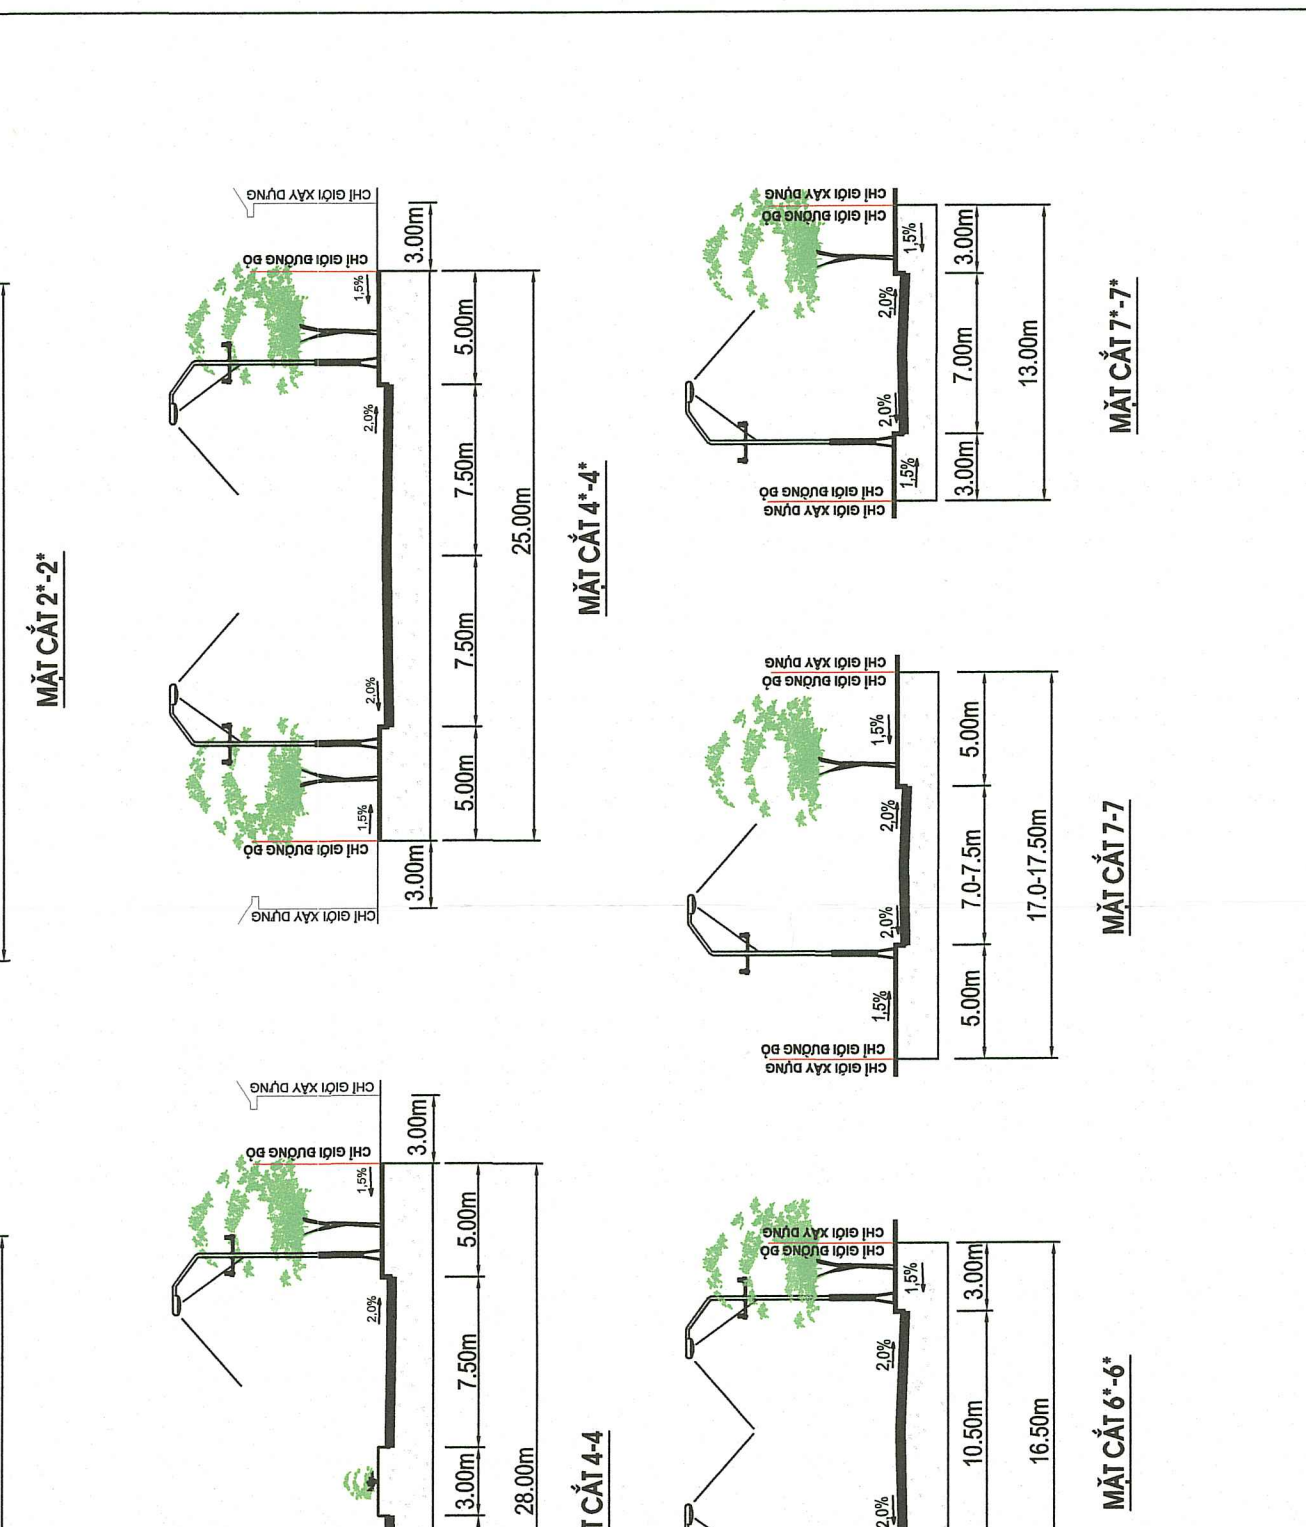 MẶT CẮT 2*-2*
CHỈ GIỚI XÂY DỰNG
CHỈ GIỚI ĐƯỜNG ĐỎ
1,5%
2,0%
2,0%
1,5%
CHỈ GIỚI ĐƯỜNG ĐỎ
CHỈ GIỚI XÂY DỰNG
3.00m
3.00m
5.00m
7.50m
7.50m
5.00m
25.00m
MẶT CẮT 4*-4*
CHỈ GIỚI XÂY DỰNG
CHỈ GIỚI ĐƯỜNG ĐỎ
1,5%
2,0%
3.00m
3.00m
7.50m
5.00m
28.00m
T CẮT 4-4
CHỈ GIỚI XÂY DỰNG
CHỈ GIỚI ĐƯỜNG ĐỎ
1,5%
2,0%
2,0%
1,5%
CHỈ GIỚI ĐƯỜNG ĐỎ
CHỈ GIỚI XÂY DỰNG
3.00m
7.00m
3.00m
13.00m
MẶT CẮT 7*-7*
CHỈ GIỚI XÂY DỰNG
CHỈ GIỚI ĐƯỜNG ĐỎ
1,5%
2,0%
2,0%
1,5%
CHỈ GIỚI ĐƯỜNG ĐỎ
CHỈ GIỚI XÂY DỰNG
5.00m
7.0-7.5m
5.00m
17.0-17.50m
MẶT CẮT 7-7
CHỈ GIỚI XÂY DỰNG
CHỈ GIỚI ĐƯỜNG ĐỎ
1,5%
2,0%
2,0%
10.50m
3.00m
16.50m
MẶT CẮT 6*-6*